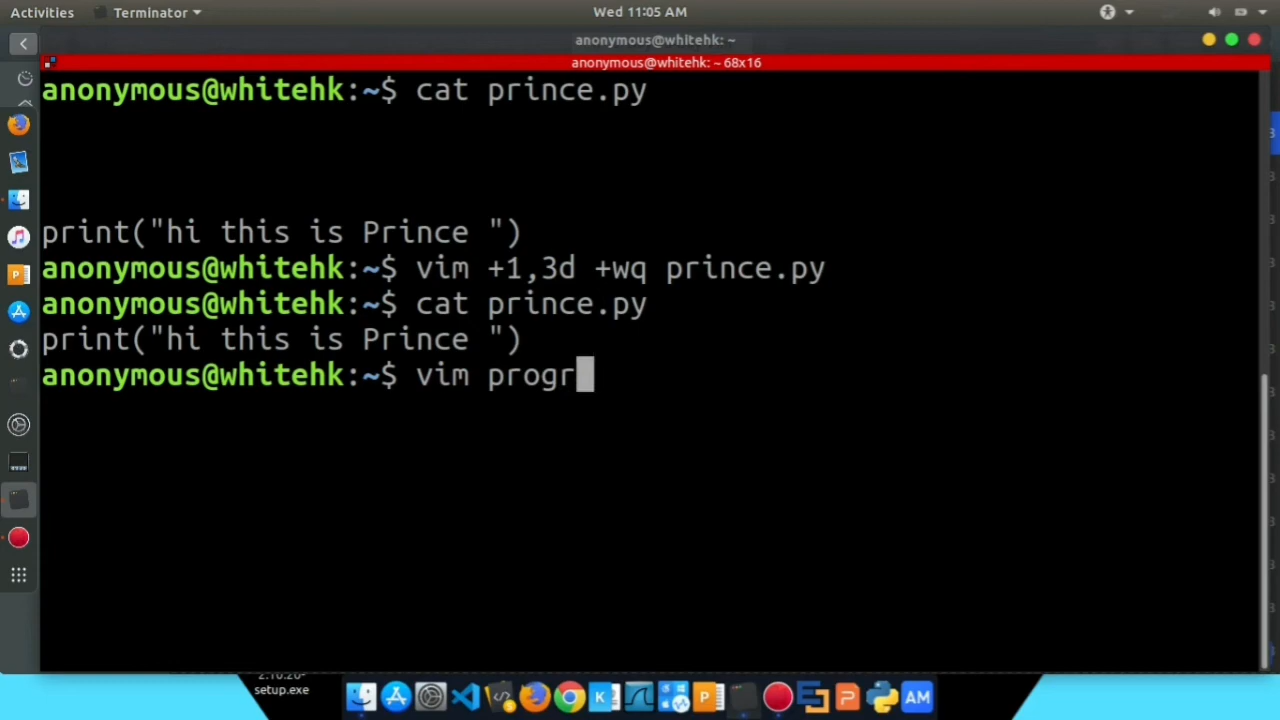 Activities Terminator Wed 11:05 AM
anonymous@whitehk: ~
anonymous@whitehk: ~ 68x16
anonymous@whitehk:~$ cat prince.py
print("hi this is Prince ")
anonymous@whitehk:~$ vim +1,3d +wq prince.py
anonymous@whitehk:~$ cat prince.py
print("hi this is Prince ")
anonymous@whitehk:~$ vim progr
setup.exe
K P P AM